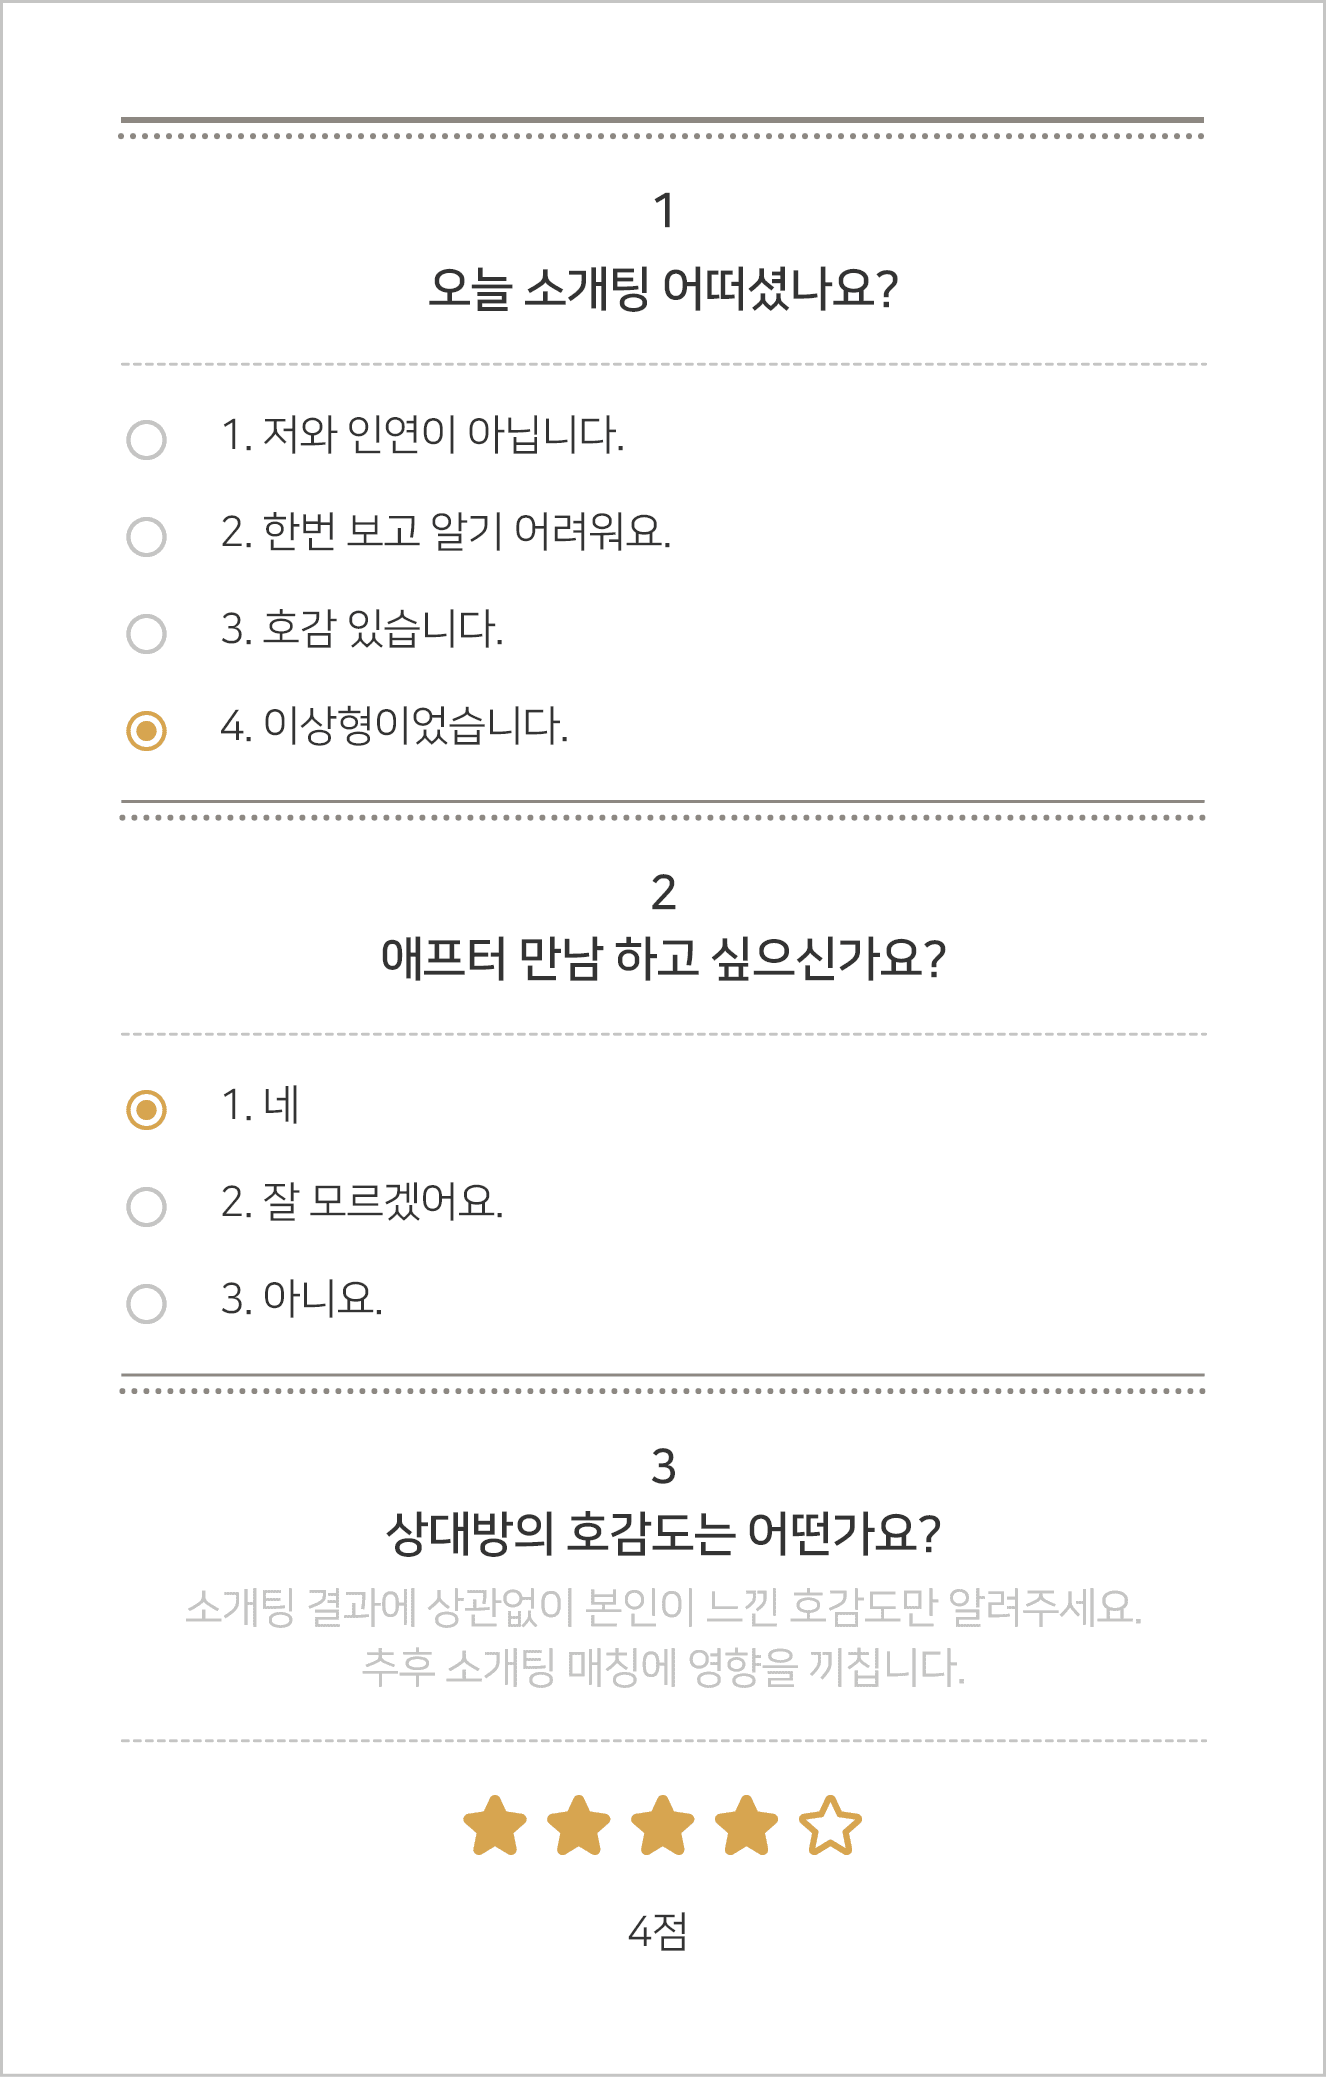 1
오늘 소개팅 어떠셨나요?
1. 저와 인연이 아닙니다.
2. 한번 보고 알기 어려워요.
3. 호감 있습니다.
4. 이상형이었습니다.
2
애프터 만남 하고 싶으신가요?
1. 네
2. 잘 모르겠어요.
3. 아니요.
3
상대방의 호감도는 어떤가요?
소개팅 결과에 상관없이 본인이 느낀 호감도만 알려주세요.
추후 소개팅 매칭에 영향을 끼칩니다.
4점